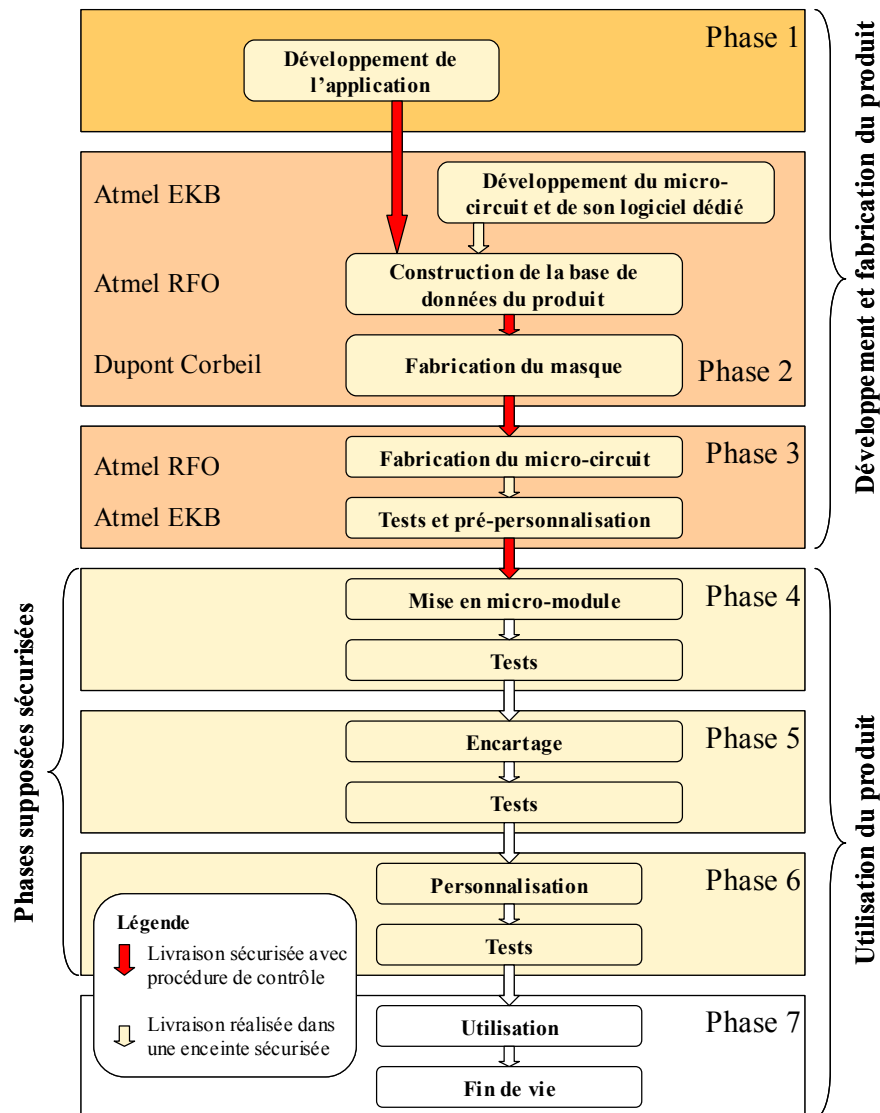 Phase 1
Développement de
l’application
Atmel EKB
Développement du micro-
circuit et de son logiciel dédié
Atmel RFO
Construction de la base de
données du produit
Dupont Corbeil
Fabrication du masque
Phase 2
Développement et fabrication du produit
Phase 3
Atmel RFO
Fabrication du micro-circuit
Atmel EKB
Tests et pré-personnalisation
Phase 4
Mise en micro-module
Tests
Phase 5
Encartage
Tests
Phase 6
Personnalisation
Tests
Phases supposées sécurisées
Utilisation du produit
Légende
Livraison sécurisée avec
procédure de contrôle
Livraison réalisée dans
une enceinte sécurisée
Phase 7
Utilisation
Fin de vie